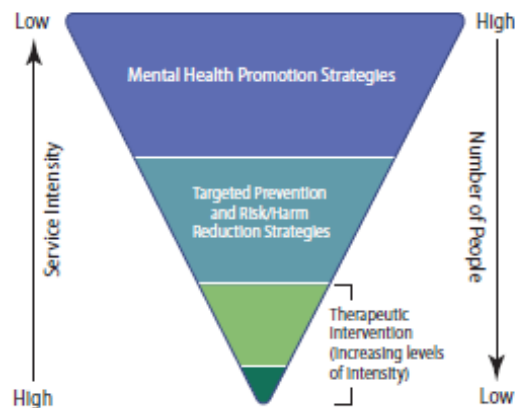 Low
High
Mental Health Promotion Strategies
Service Intensity
Number of People
Targeted Prevention
and Risk/Harm
Reduction Strategies
Therapeutic
Intervention
(increasing levels
of intensity)
High
Low